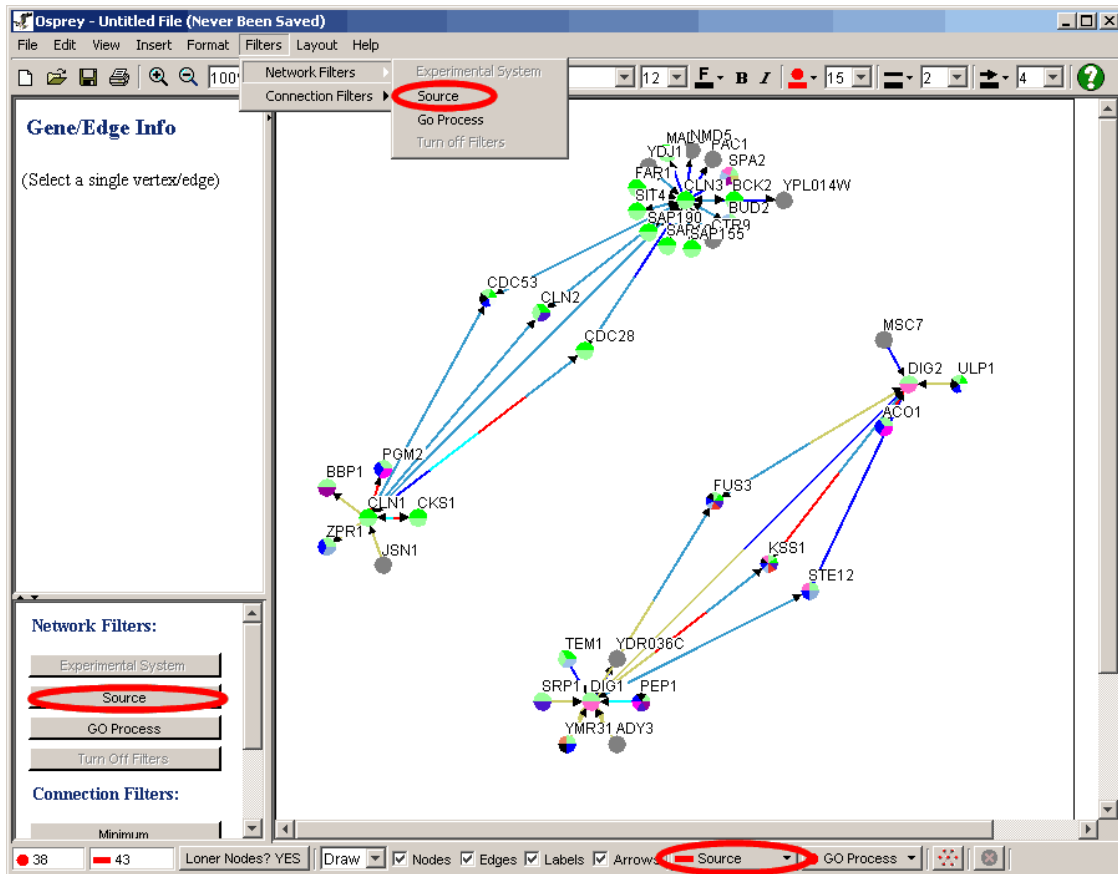 Osprey - Untitled File (Never Been Saved)
File Edit View Insert Format Filters Layout Help
100% 12 F B I 15 2 4 ?
Network Filters
Connection Filters
Experimental System
Source
Go Process
Turn off Filters
Gene/Edge Info
(Select a single vertex/edge)
NMD5
YDJ1 PAC1
SPA2
FAR1
CLN3 BCK2 YPL014W
SIT4
BUD2
SAP190 CTR9
SAP155
CDC53
CLN2
CDC28
MSC7
DIG2 ULP1
ACO1
PGM2
BBP1
CLN1 CKS1
ZPR1
JSN1
FUS3
KSS1
STE12
TEM1 YDR036C
SRP1 DIG1 PEP1
YMR31 ADY3
Network Filters:
Experimental System
Source
GO Process
Turn Off Filters
Connection Filters:
Minimum
38 43 Loner Nodes? YES Draw Nodes Edges Labels Arrows Source GO Process